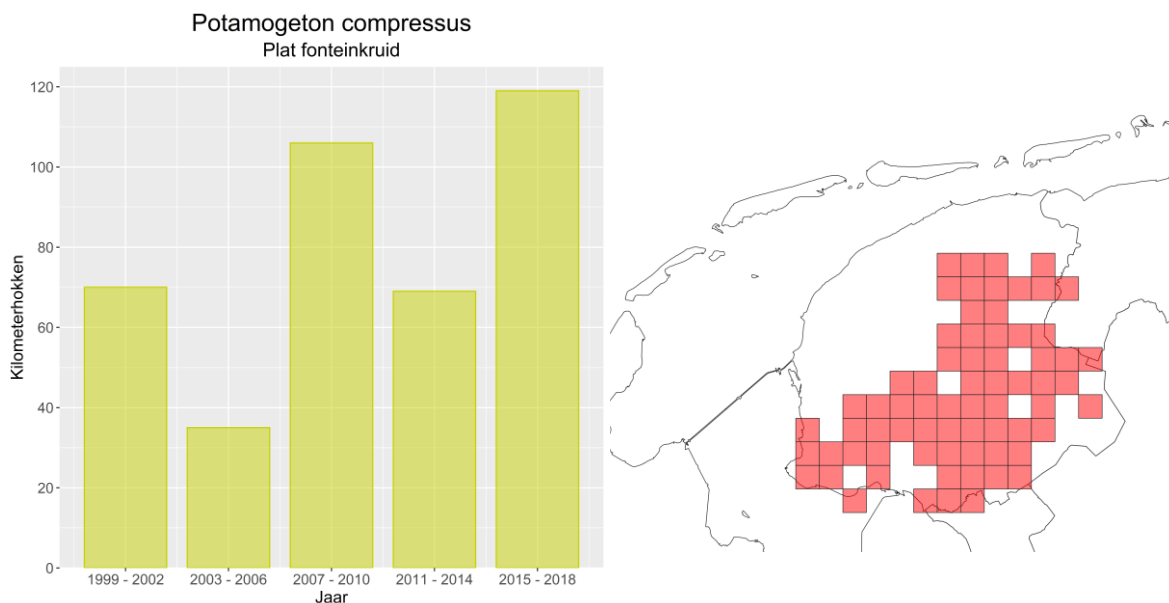 Potamogeton compressus
Plat fonteinkruid
120
100
80
60
40
20
0
Kilometerhokken
1999 - 2002 2003 - 2006 2007 - 2010 2011 - 2014 2015 - 2018
Jaar